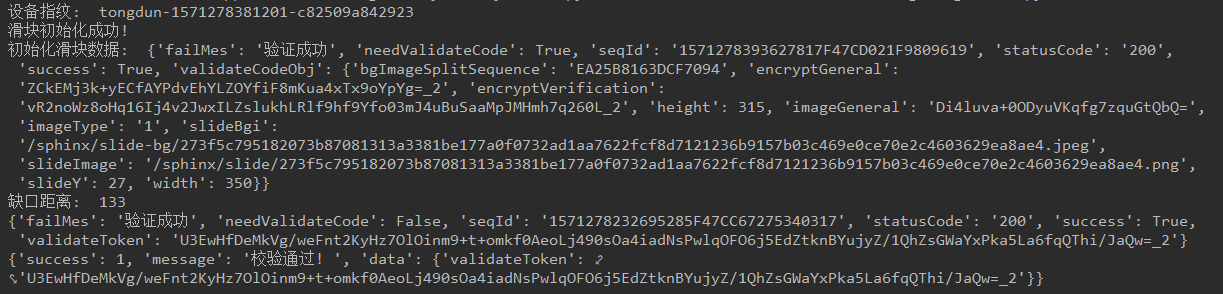 设备指纹:  tongdun-1571278381201-c82509a842923
滑块初始化成功!
初始化滑块数据:  {'failMes': '验证成功', 'needValidateCode': True, 'seqId': '1571278393627817F47CD021F9809619', 'statusCode': '200',
'success': True, 'validateCodeObj': {'bgImageSplitSequence': 'EA25B8163DCF7094', 'encryptGeneral':
'ZCkEMj3k+yECfAYPdvEhYLZOYfiF8mKua4xTx9oYpYg=_2', 'encryptVerification':
'vR2noWz8oHq16Ij4v2JwxILZslukhLRlf9hf9Yfo03mJ4uBuSaaMpJMHmh7q260L_2', 'height': 315, 'imageGeneral': 'Di4luva+0ODyuVKqfg7zquGtQbQ=',
'imageType': '1', 'slideBgi':
'/sphinx/slide-bg/273f5c795182073b87081313a3381be177a0f0732ad1aa7622fcf8d7121236b9157b03c469e0ce70e2c4603629ea8ae4.jpeg',
'slideImage': '/sphinx/slide/273f5c795182073b87081313a3381be177a0f0732ad1aa7622fcf8d7121236b9157b03c469e0ce70e2c4603629ea8ae4.png',
'slideY': 27, 'width': 350}}
缺口距离:  133
{'failMes': '验证成功', 'needValidateCode': False, 'seqId': '1571278232695285F47CC67275340317', 'statusCode': '200', 'success': True,
'validateToken': 'U3EwHfDeMkVg/weFnt2KyHz7OlOinm9+t+omkf0AeoLj490sOa4iadNsPwlqOFO6j5EdZtknBYujyZ/1QhZsGWaYxPka5La6fqQThi/JaQw=_2'}
{'success': 1, 'message': '校验通过! ', 'data': {'validateToken':
'U3EwHfDeMkVg/weFnt2KyHz7OlOinm9+t+omkf0AeoLj490sOa4iadNsPwlqOFO6j5EdZtknBYujyZ/1QhZsGWaYxPka5La6fqQThi/JaQw=_2'}}